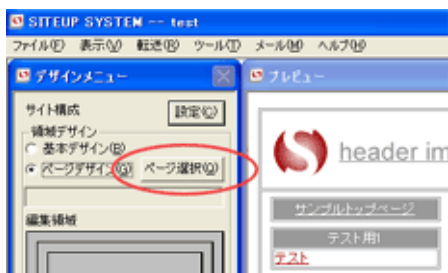 SITEUP SYSTEM -- test
ファイル(F) 表示(V) 転送(R) ツール(T) メール(M) ヘルプ(H)
デザインメニュー
サイト構成
設定(C)
領域デザイン
基本デザイン(B)
ページデザイン(G)
ページ選択(Q)
編集領域
プレビュー
header im
サンプルトップページ
テスト用1
テスト